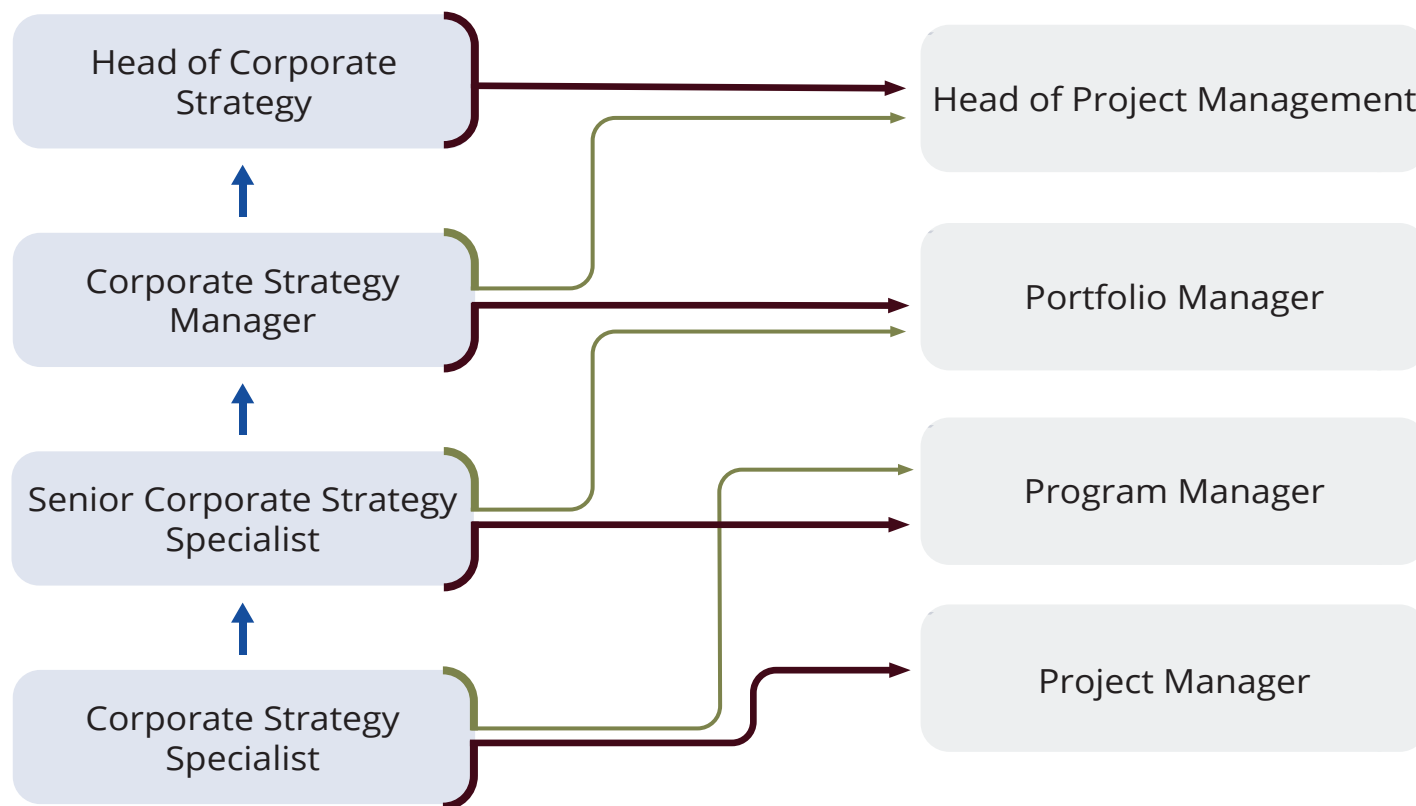 Head of Corporate
Strategy
Head of Project Management
Corporate Strategy
Manager
Portfolio Manager
Senior Corporate Strategy
Specialist
Program Manager
Corporate Strategy
Specialist
Project Manager